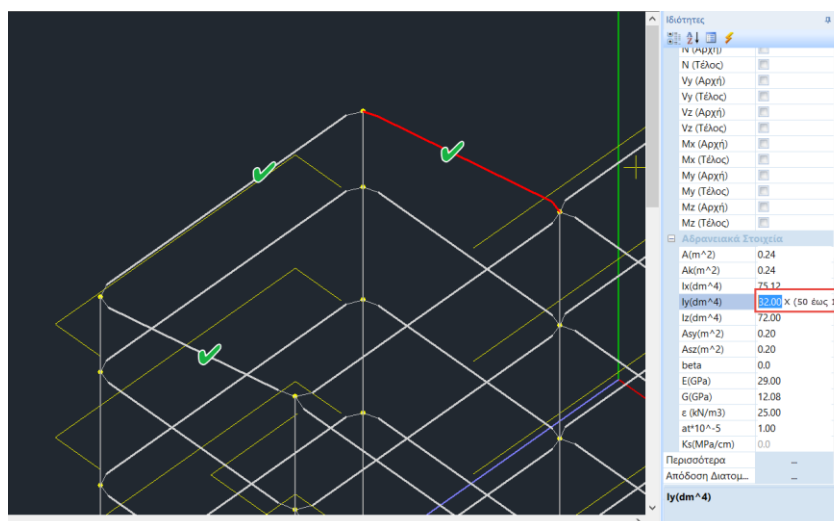 Ιδιότητες
N (Αρχή)
N (Τέλος)
Vy (Αρχή)
Vy (Τέλος)
Vz (Αρχή)
Vz (Τέλος)
Mx (Αρχή)
Mx (Τέλος)
My (Αρχή)
My (Τέλος)
Mz (Αρχή)
Mz (Τέλος)
Αδρανειακά Στοιχεία
A(m^2) 0.24
Ak(m^2) 0.24
Ix(dm^4) 75.12
Iy(dm^4) 32.00 X (50 έως
Iz(dm^4) 72.00
Asy(m^2) 0.20
Asz(m^2) 0.20
beta 0.0
E(GPa) 29.00
G(GPa) 12.08
ε (kN/m3) 25.00
at*10^-5 1.00
Ks(MPa/cm) 0.0
Περισσότερα ...
Απόδοση Διατομ... ...
Iy(dm^4)